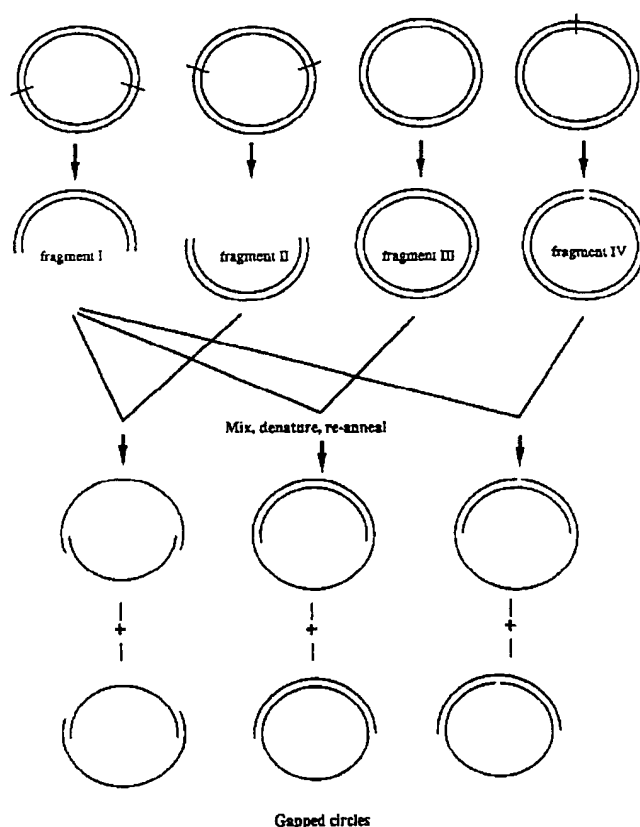 fragment I
fragment II
fragment III
fragment IV
Mix, denature, re-anneal
+
+
+
Gapped circles